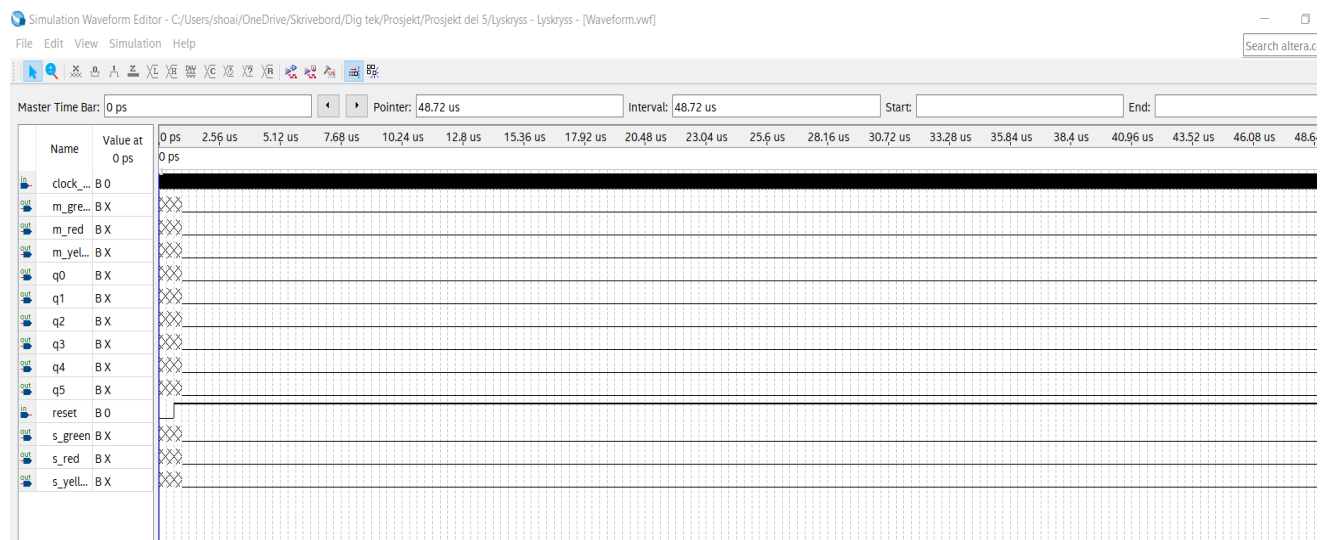 Simulation Waveform Editor - C:/Users/shoai/OneDrive/Skrivebord/Dig tek/Prosjekt/Prosjekt del 5/Lyskryss - Lyskryss - [Waveform.vwf]
File Edit View Simulation Help
Search altera.c
Master Time Bar: 0 ps Pointer: 48.72 us Interval: 48.72 us Start: End:
Name Value at 0 ps
0 ps 2.56 us 5.12 us 7.68 us 10.24 us 12.8 us 15.36 us 17.92 us 20.48 us 23.04 us 25.6 us 28.16 us 30.72 us 33.28 us 35.84 us 38.4 us 40.96 us 43.52 us 46.08 us 48.6
0 ps
in clock_... B 0
out m_gre... B X
out m_red B X
out m_yel... B X
out q0 B X
out q1 B X
out q2 B X
out q3 B X
out q4 B X
out q5 B X
in reset B 0
out s_green B X
out s_red B X
out s_yell... B X